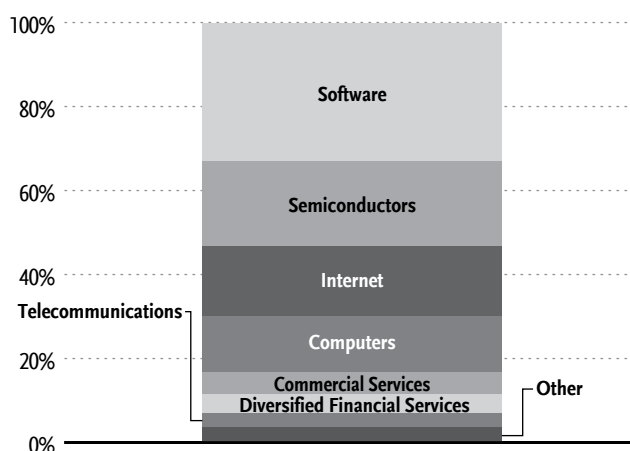 100%
Software
80%
60%
Semiconductors
40%
Internet
Telecommunications
Computers
20%
Commercial Services
Other
Diversified Financial Services
0%